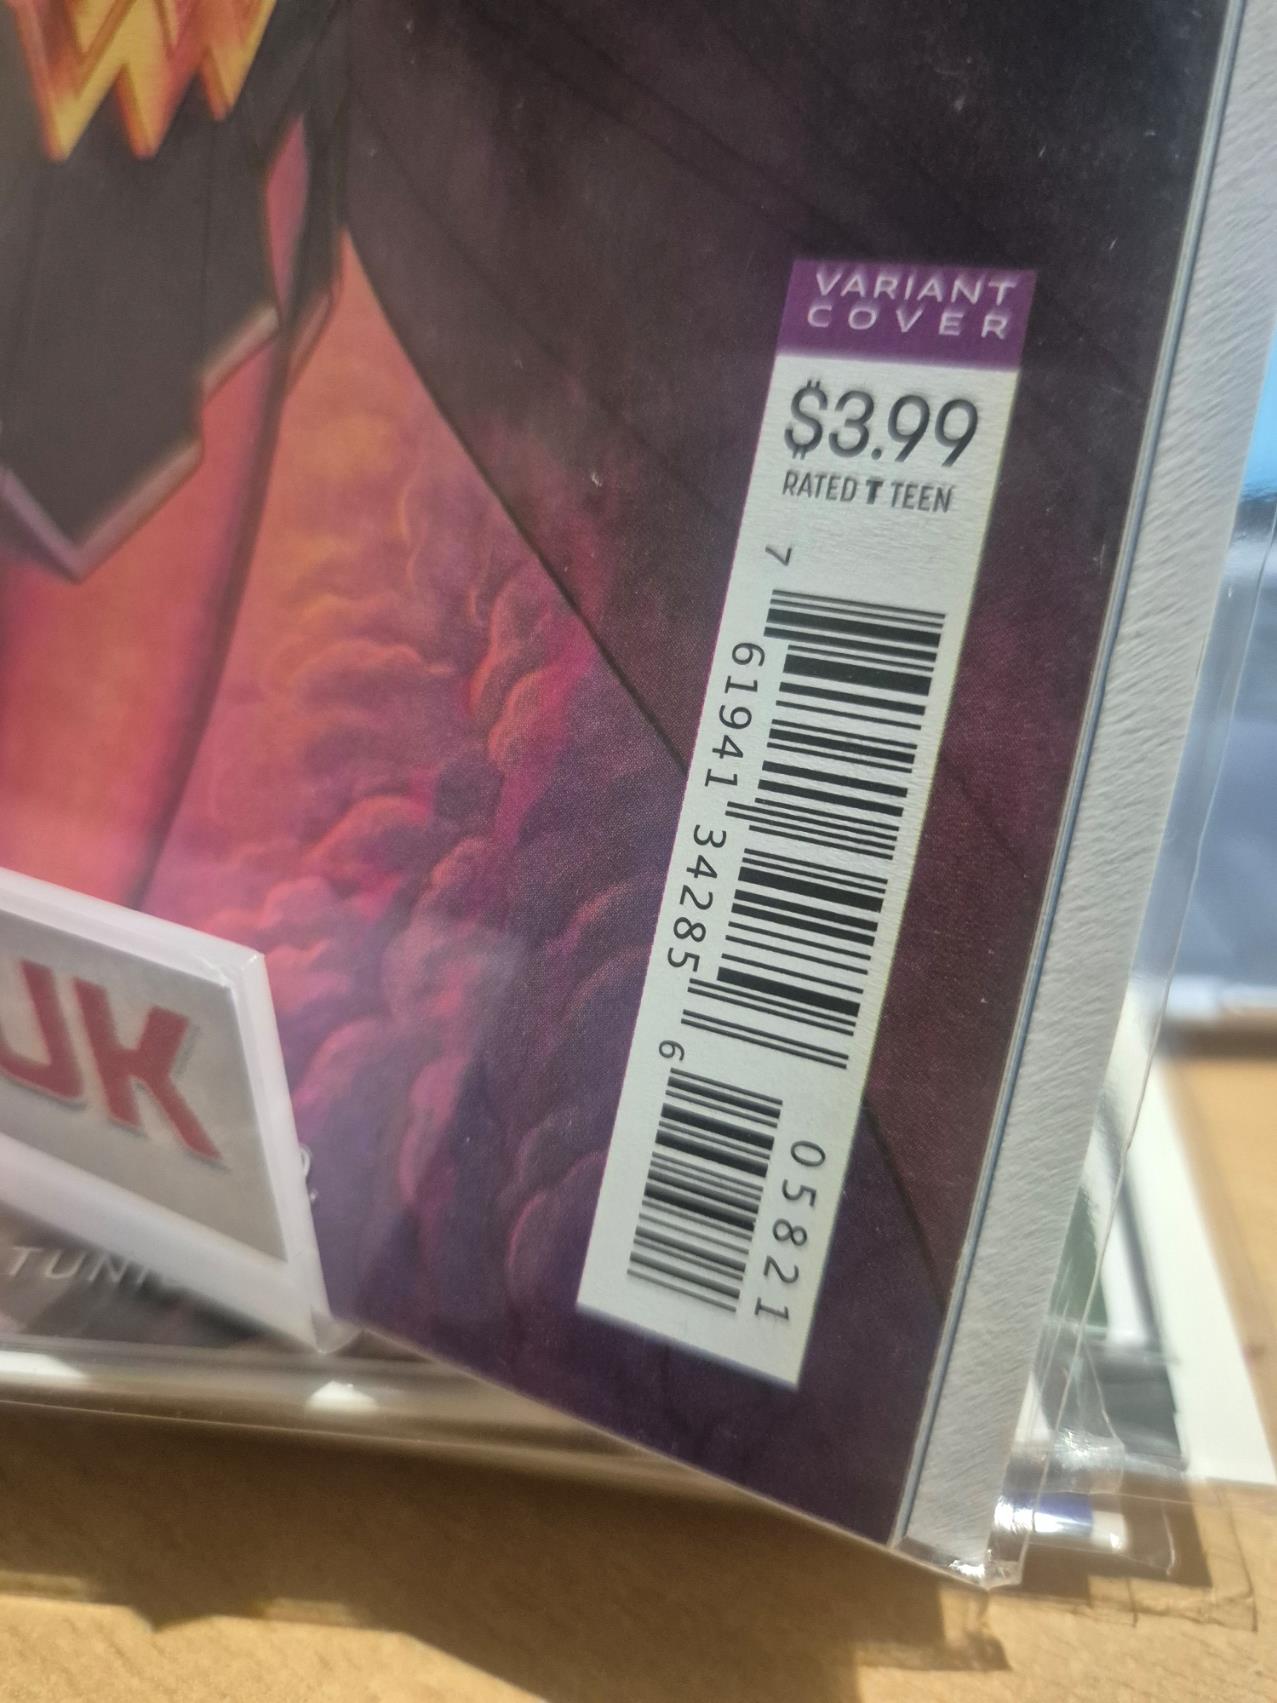 VARIANT
COVER
$3.99
RATED T TEEN
7 61941 34285 6
05821
UK